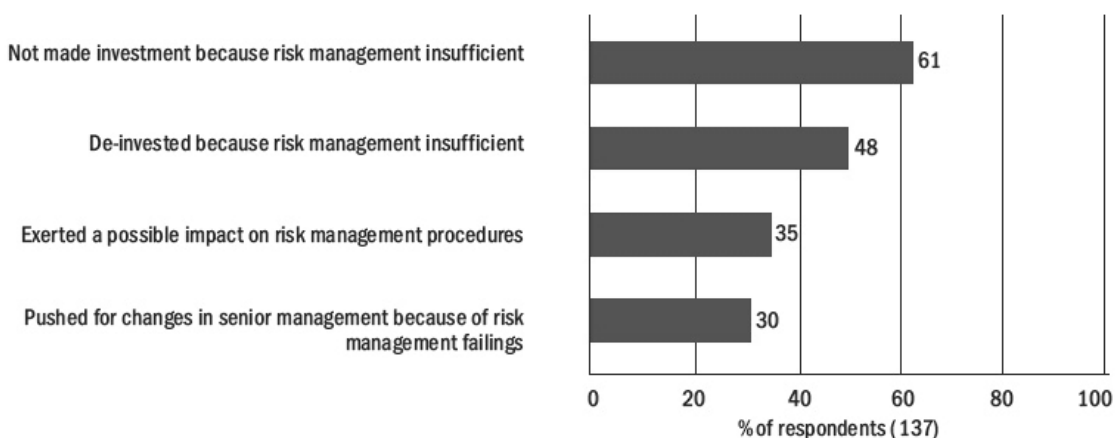 Not made investment because risk management insufficient
61
De-invested because risk management insufficient
48
Exerted a possible impact on risk management procedures
35
Pushed for changes in senior management because of risk
management failings
30
0 20 40 60 80 100
% of respondents (137)